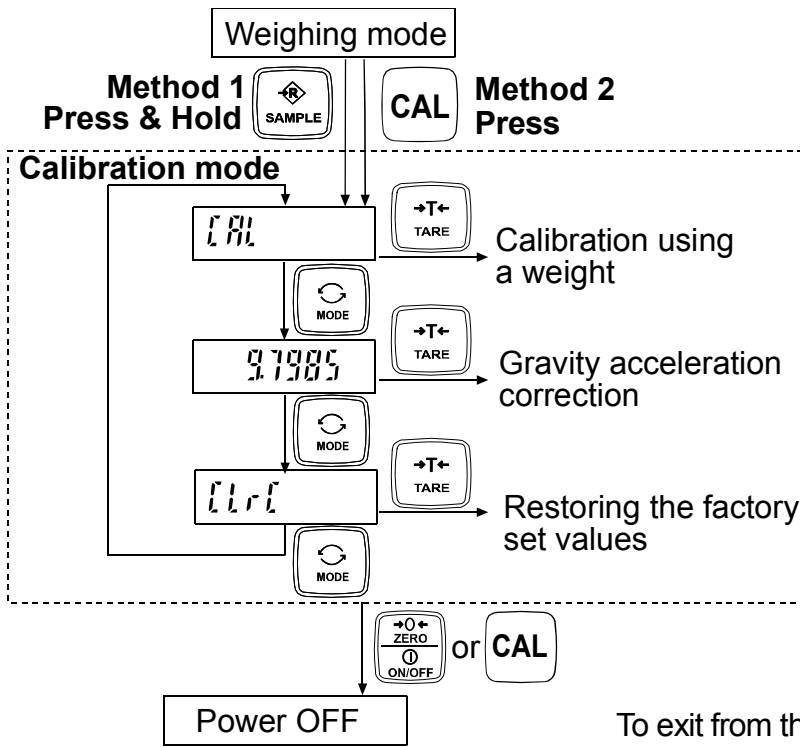 Weighing mode
Method 1
Press & Hold
R
SAMPLE
CAL
Method 2
Press
Calibration mode
CAL
→T←
TARE
Calibration using
a weight
MODE
9.7985
→T←
TARE
Gravity acceleration
correction
MODE
CLrC
→T←
TARE
Restoring the factory
set values
MODE
→0←
ZERO
ON/OFF
or
CAL
Power OFF
To exit from